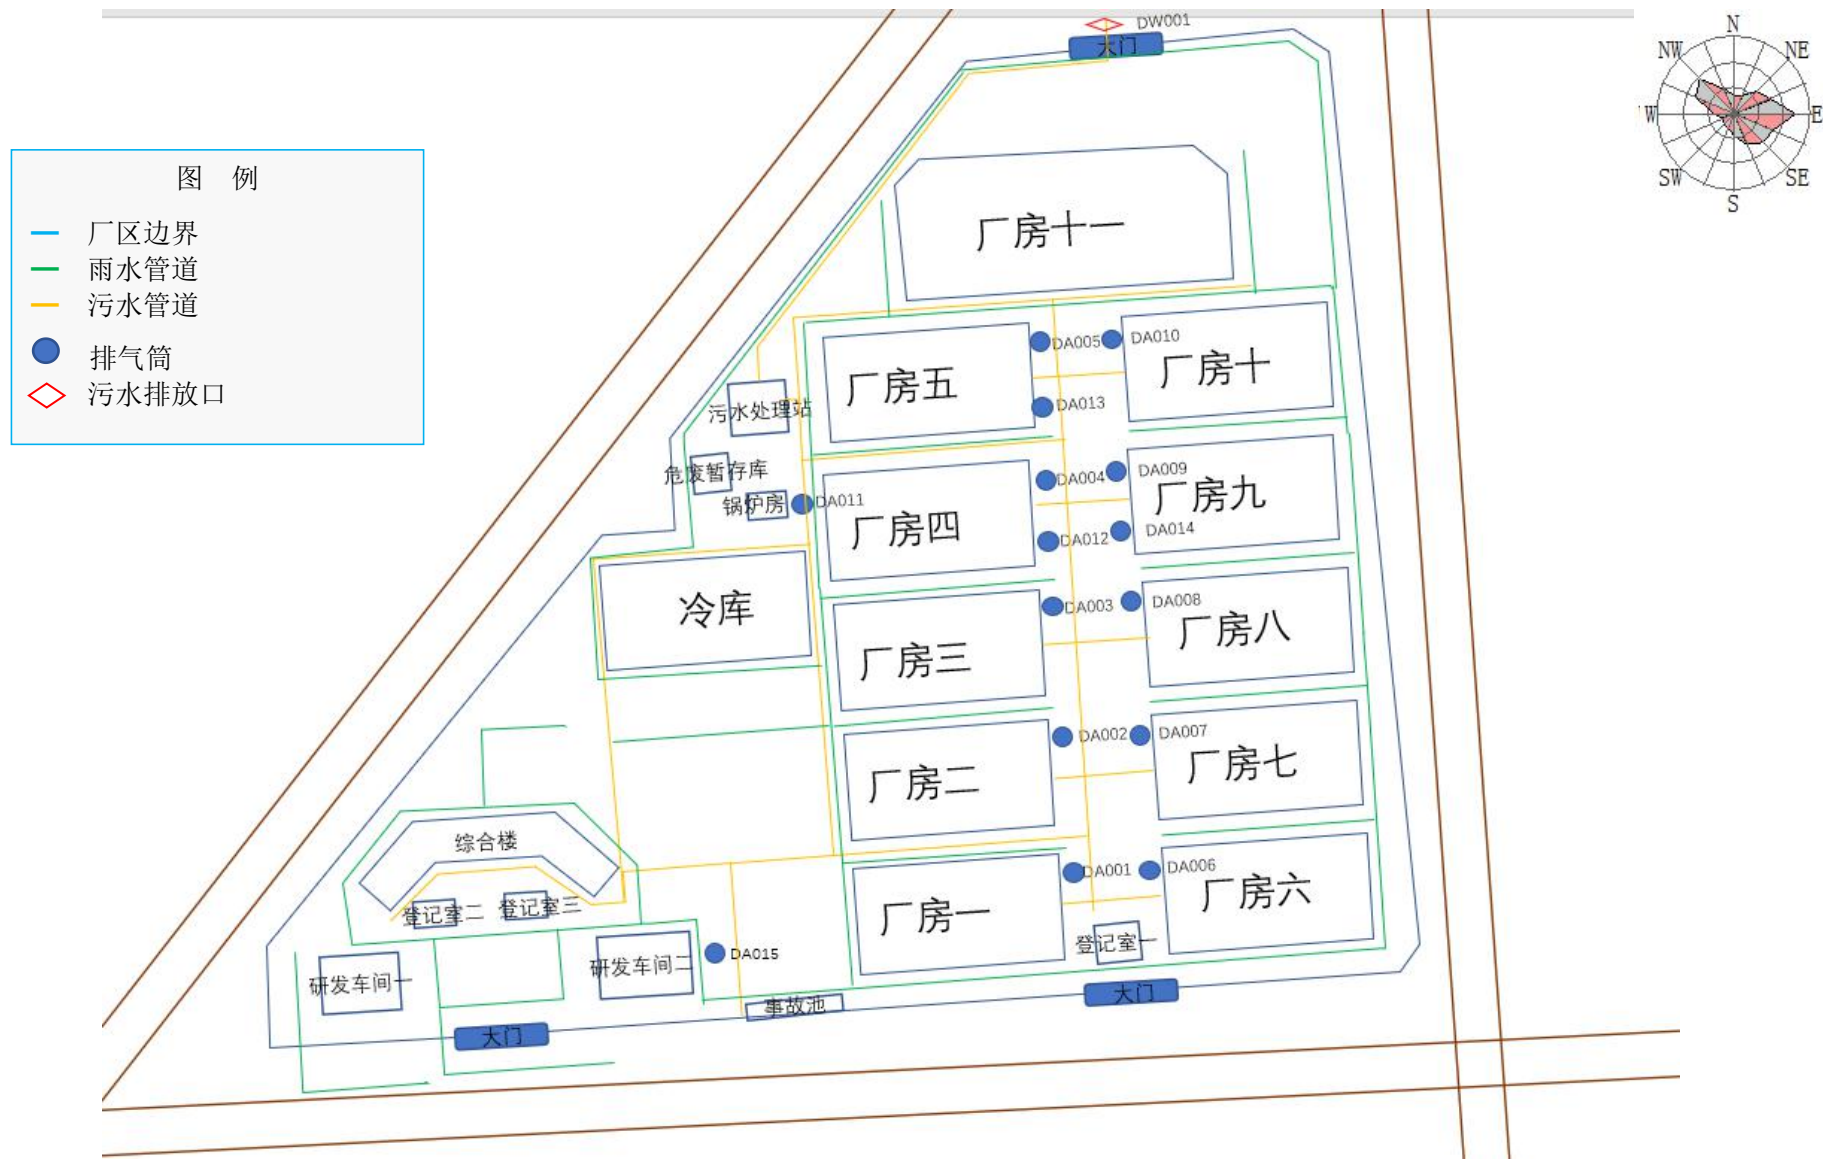 DW001
大门
N
NW
NE
W
E
SW
SE
S
图 例
厂区边界
雨水管道
污水管道
排气筒
污水排放口
厂房十一
DA005
DA010
厂房五
厂房十
DA013
污水处理站
危废暂存库
DA004
DA009
锅炉房
DA011
厂房四
厂房九
DA012
DA014
冷库
DA003
DA008
厂房三
厂房八
DA002
DA007
厂房二
厂房七
综合楼
DA001
DA006
登记室二
登记室三
厂房一
厂房六
登记室一
研发车间一
研发车间二
DA015
事故池
大门
大门